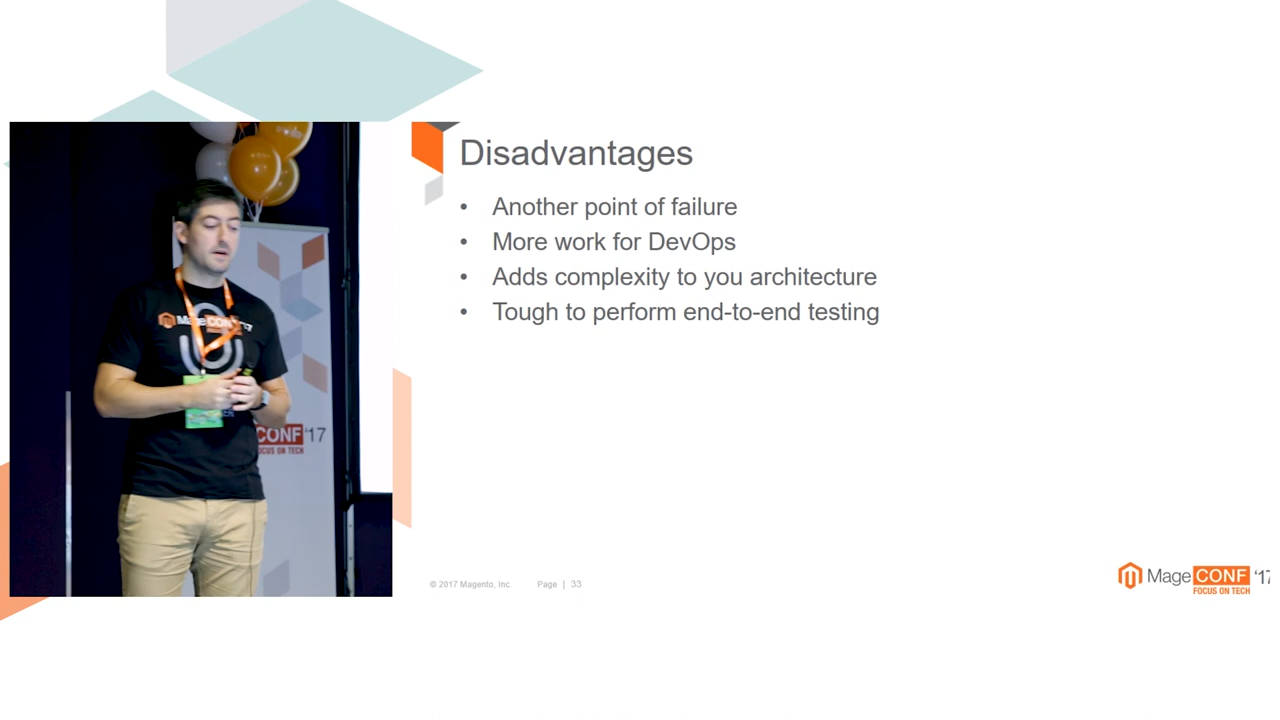 Disadvantages
• Another point of failure
• More work for DevOps
• Adds complexity to you architecture
• Tough to perform end-to-end testing
CONF '17
FOCUS ON TECH
© 2017 Magento, Inc. Page | 33
MageCONF '17
FOCUS ON TECH